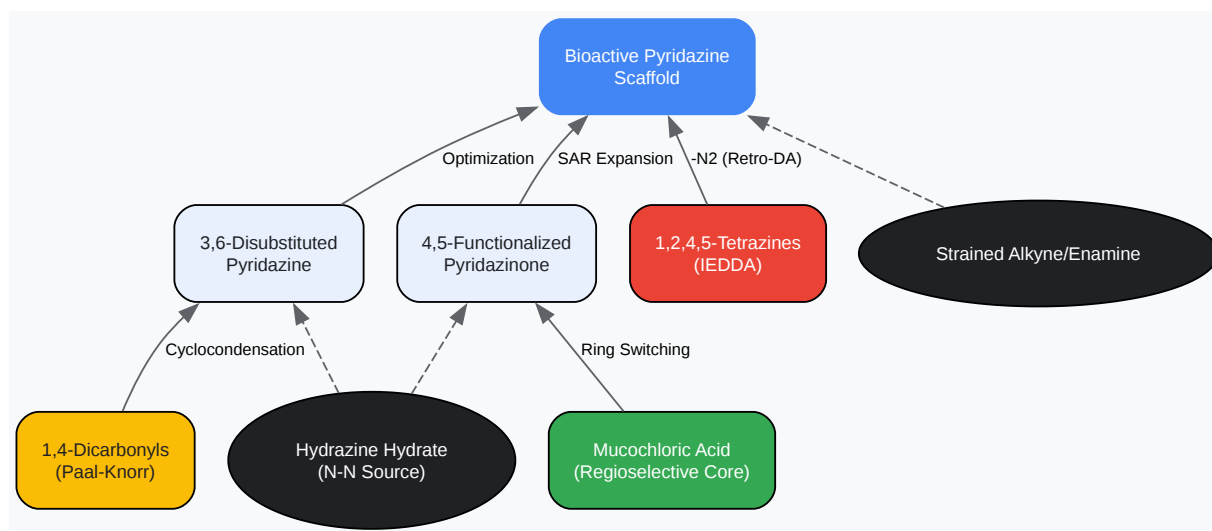 Bioactive Pyridazine
Scaffold
Optimization
SAR Expansion
-N2 (Retro-DA)
3,6-Disubstituted
Pyridazine
4,5-Functionalized
Pyridazinone
1,2,4,5-Tetrazines
(IEDDA)
Strained Alkyne/Enamine
Cyclocondensation
Ring Switching
1,4-Dicarbonyls
(Paal-Knorr)
Hydrazine Hydrate
(N-N Source)
Mucochloric Acid
(Regioselective Core)